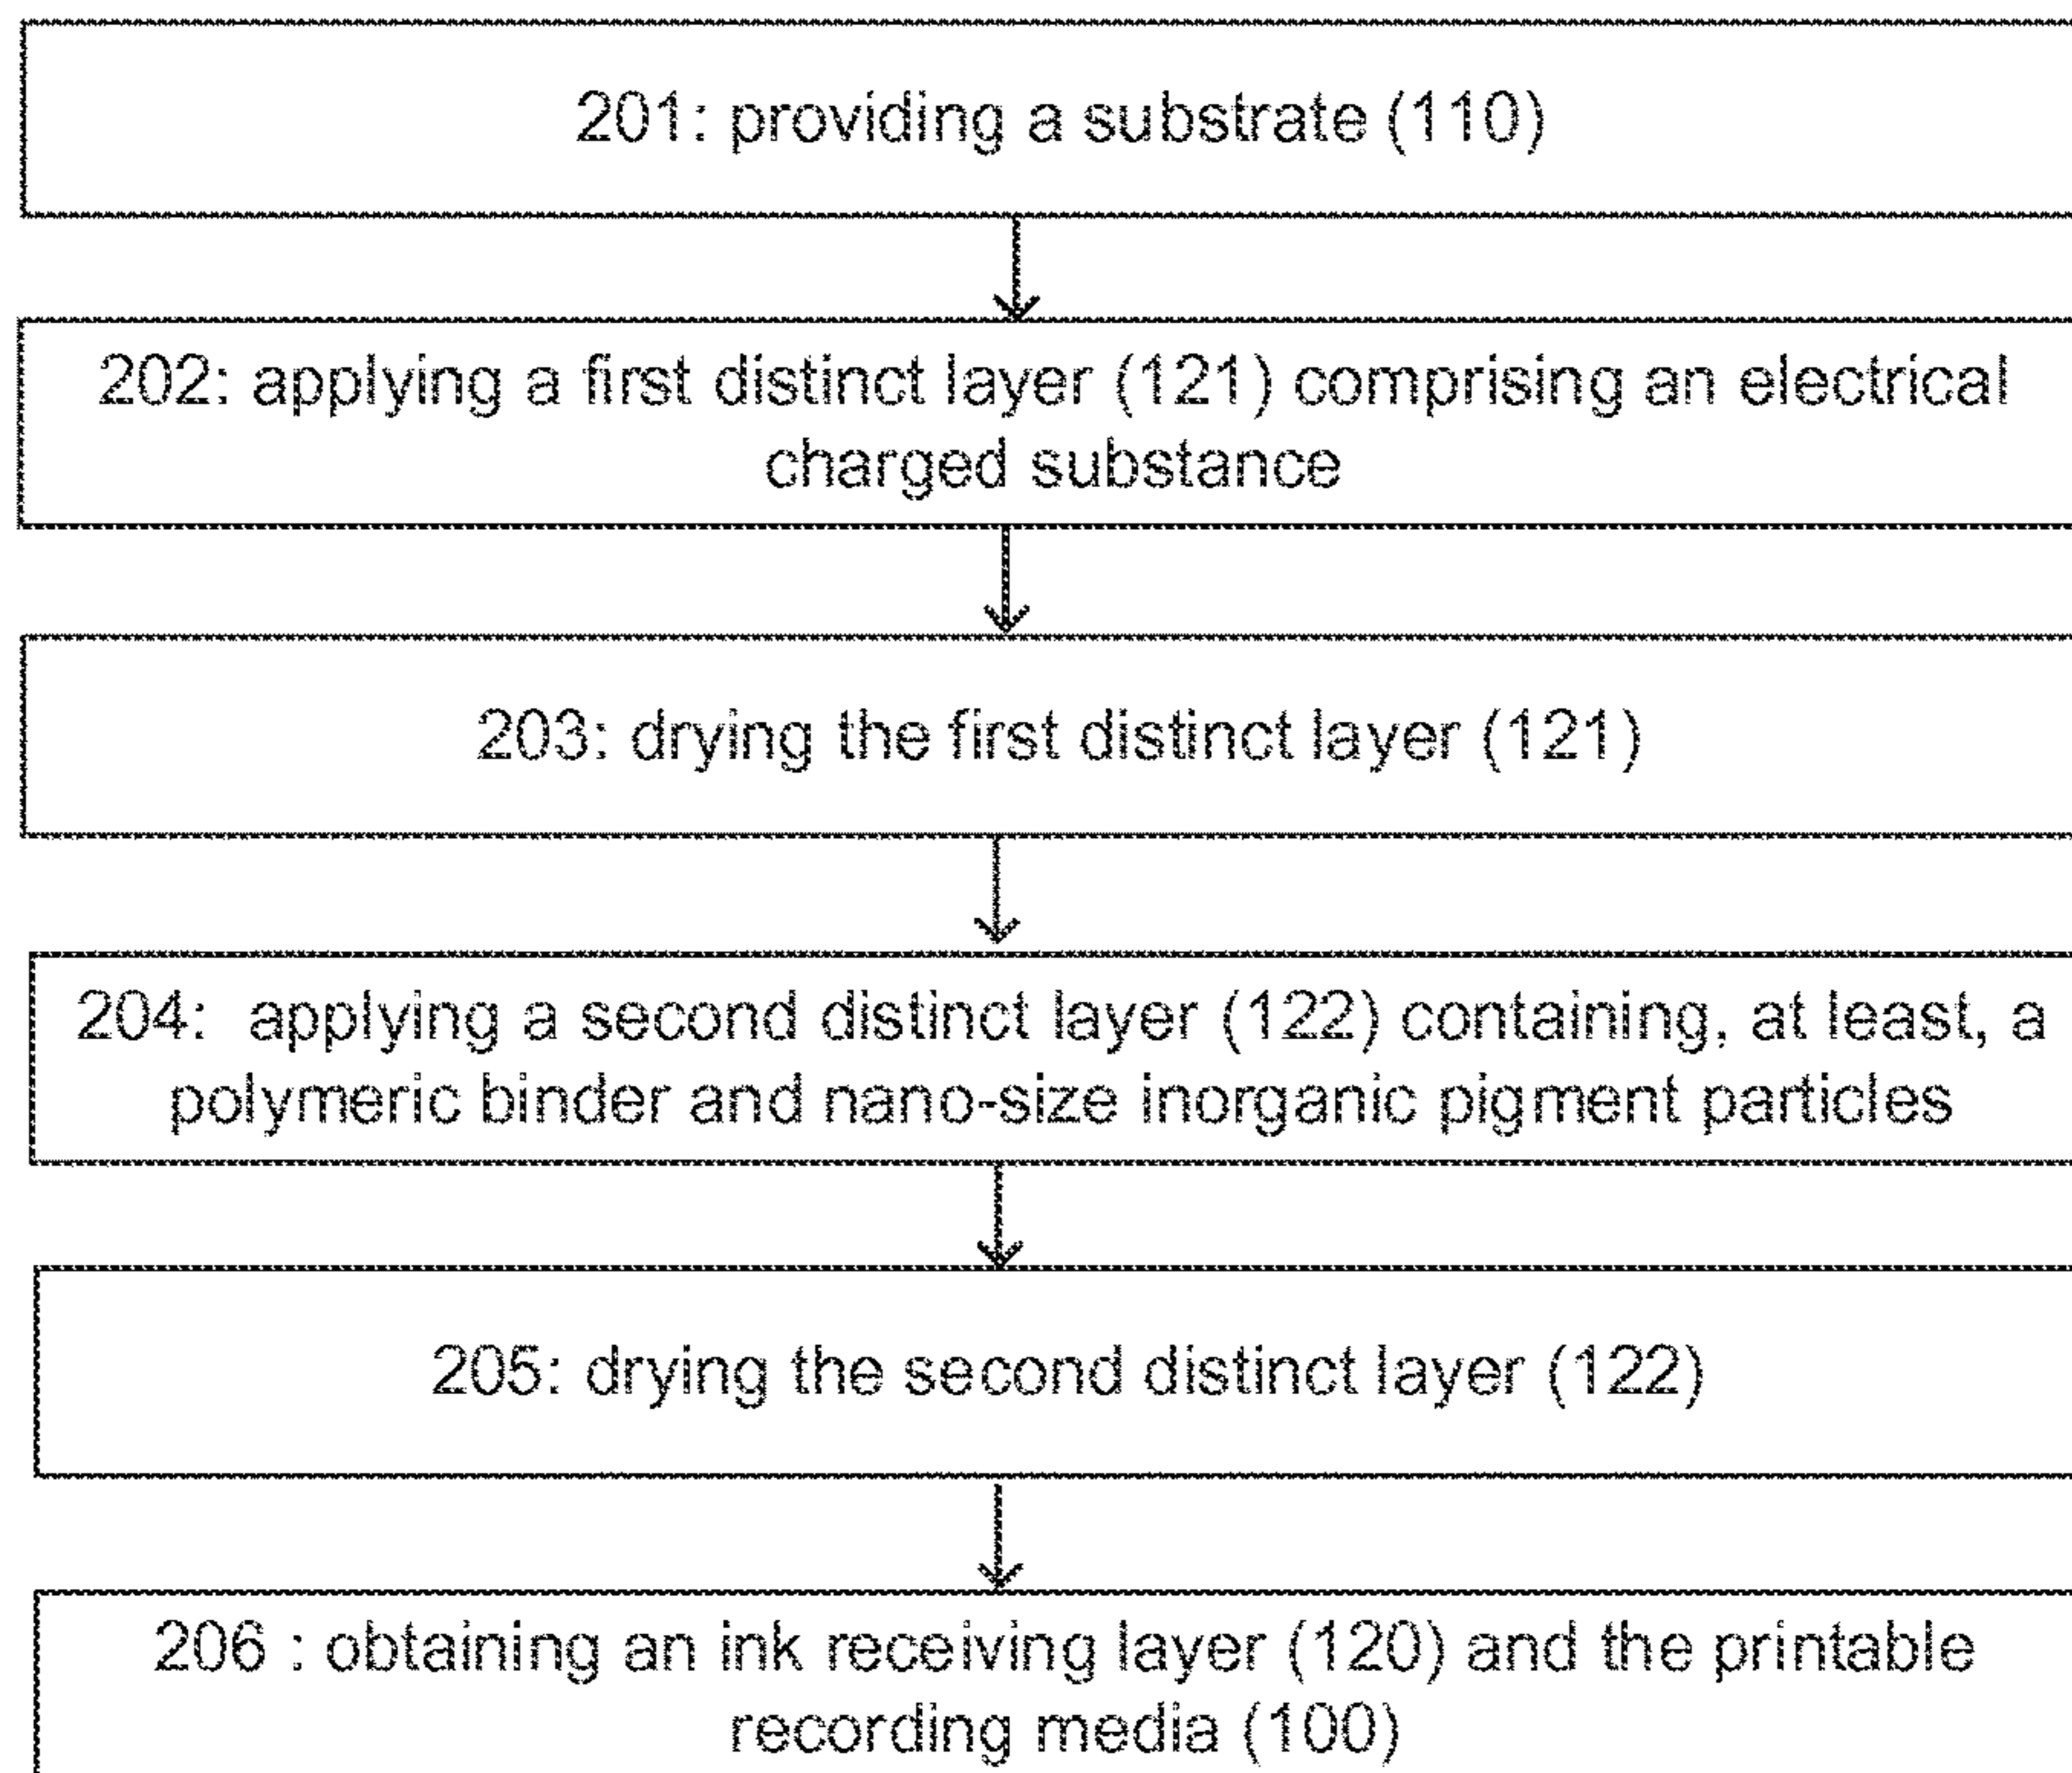 201: providing a substrate (110)
202: applying a first distinct layer (121) comprising an electrical
charged substance
203: drying the first distinct layer (121)
204: applying a second distinct layer (122) containing, at least, a
polymeric binder and nano-size inorganic pigment particles
205: drying the second distinct layer (122)
206 : obtaining an ink receiving layer (120) and the printable
recording media (100)